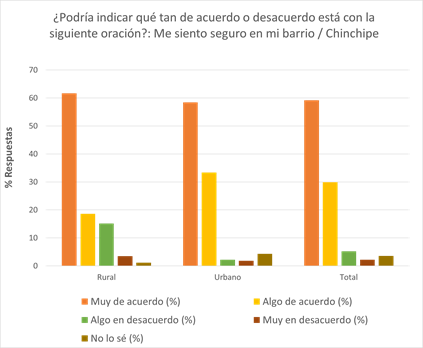 ¿Podría indicar qué tan de acuerdo o desacuerdo está con la
siguiente oración?: Me siento seguro en mi barrio / Chinchipe
% Respuestas
70
60
50
40
30
20
10
0
Rural
Urbano
Total
Muy de acuerdo (%)
Algo de acuerdo (%)
Algo en desacuerdo (%)
Muy en desacuerdo (%)
No lo sé (%)